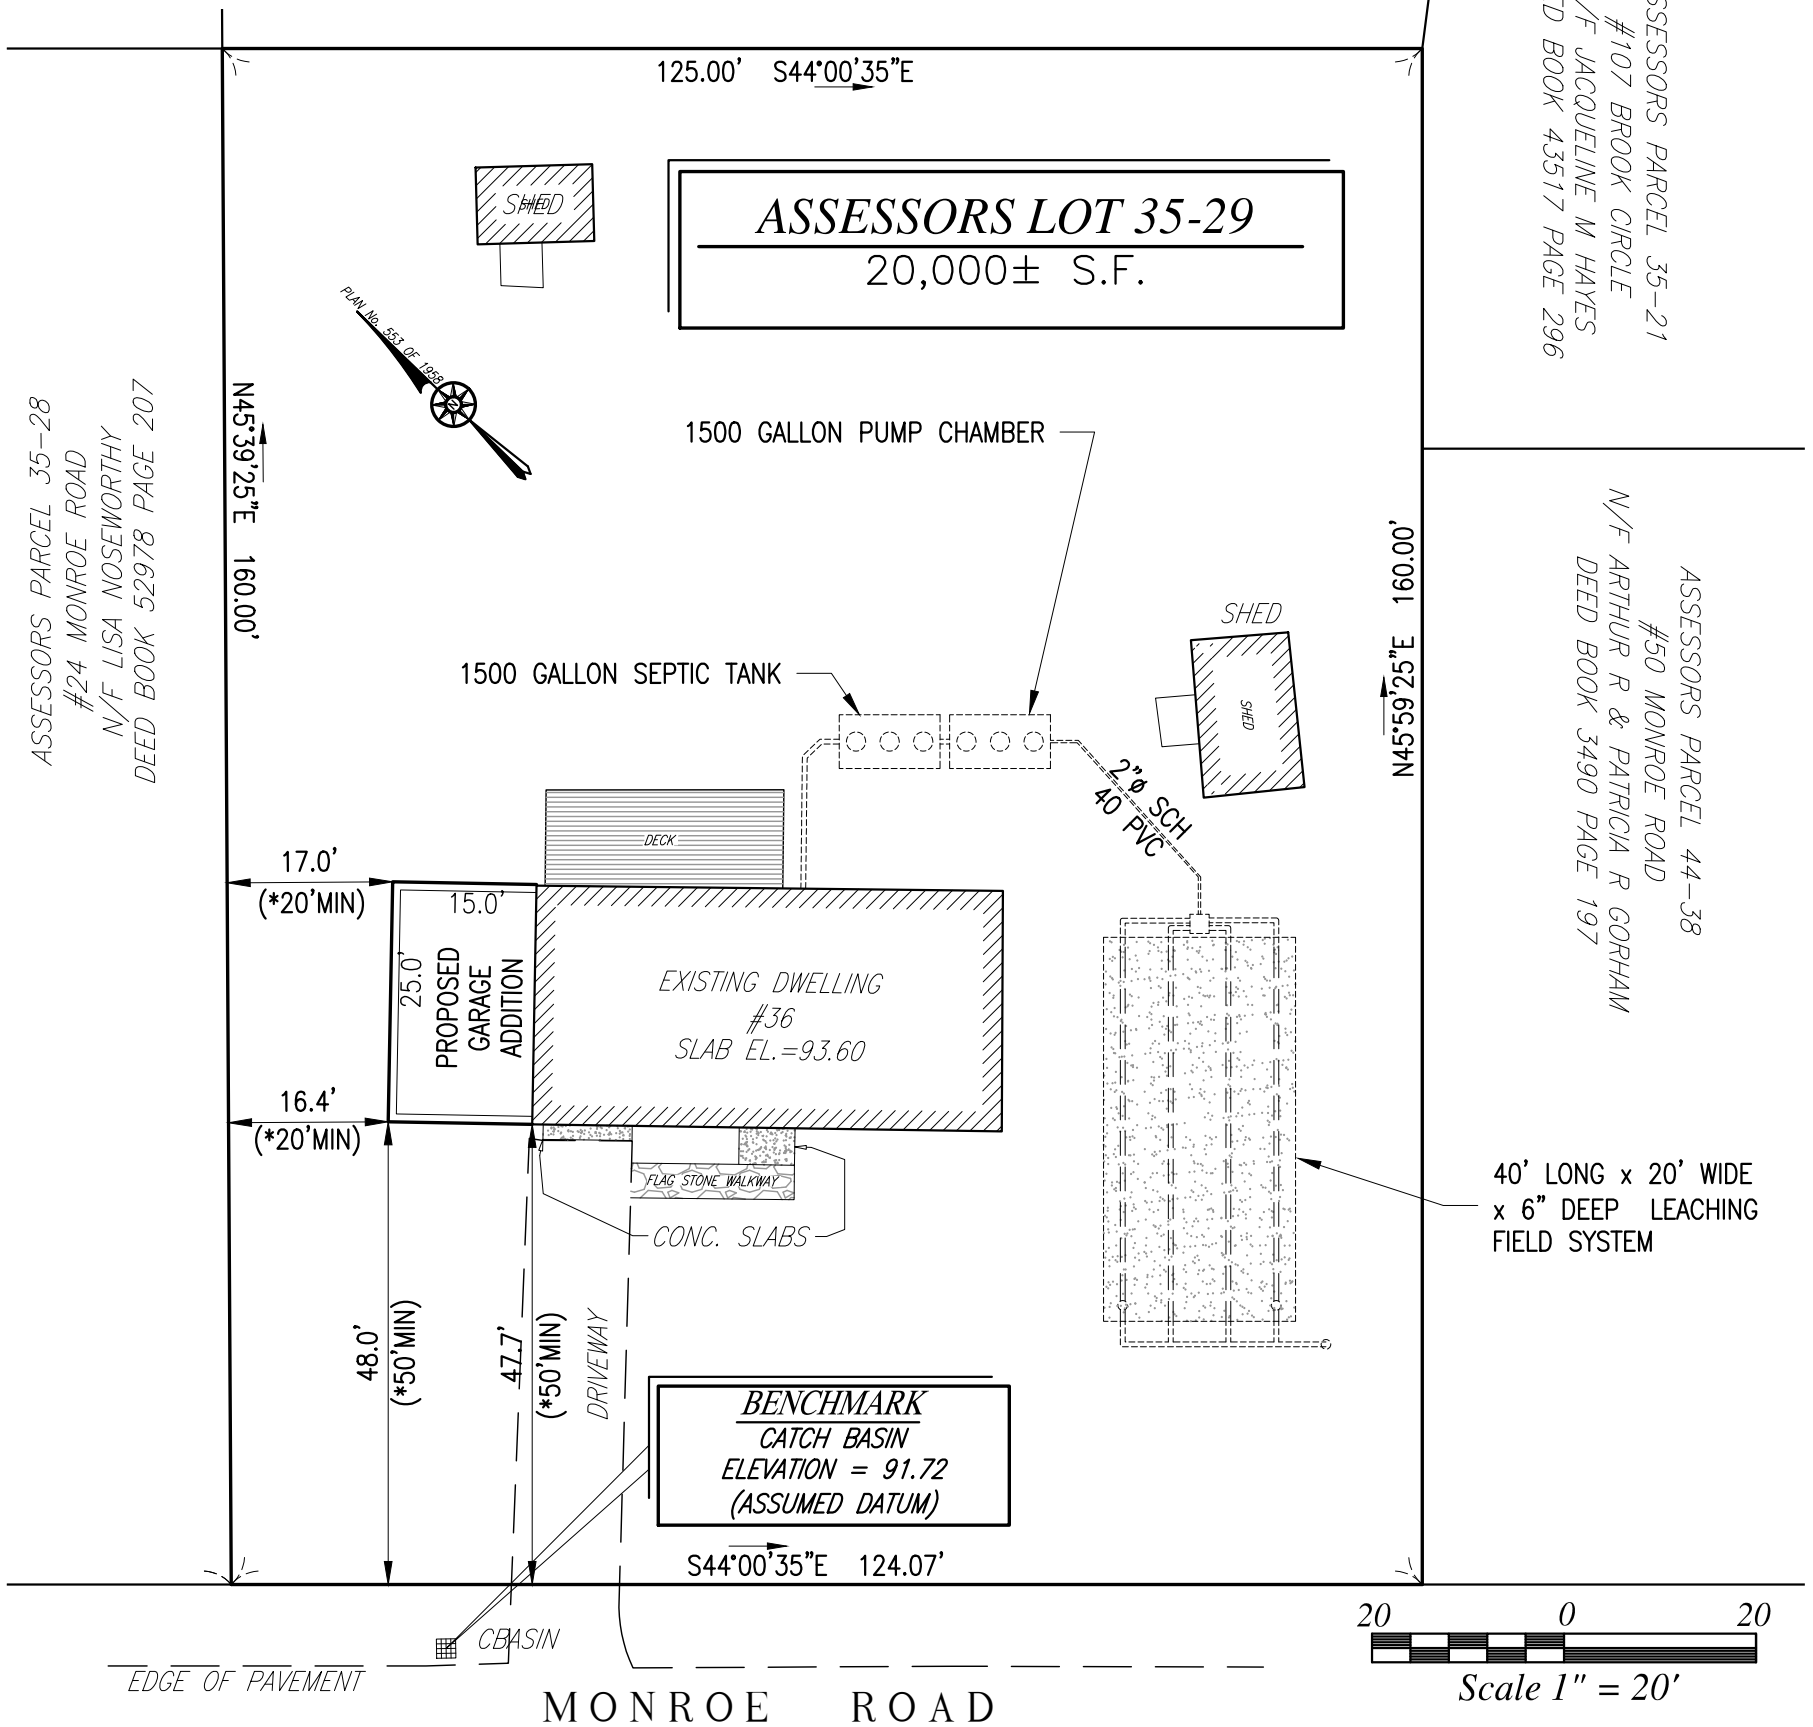 125.00' S44°00'35"E
SSESSORS PARCEL 35-21
#107 BROOK CIRCLE
/F JACQUELINE M HAYES
ED BOOK 43517 PAGE 296
SHED
SHED
ASSESSORS LOT 35-29
20,000± S.F.
PLAN No. 553 OF 1958
N
N45°39'25"E 160.00'
ASSESSORS PARCEL 35-28
#24 MONROE ROAD
N/F LISA NOSEWORTHY
DEED BOOK 52978 PAGE 207
1500 GALLON PUMP CHAMBER
N45°59'25"E 160.00'
ASSESSORS PARCEL 44-38
#50 MONROE ROAD
N/F ARTHUR R & PATRICIA R GORHAM
DEED BOOK 3490 PAGE 197
SHED
SHED
1500 GALLON SEPTIC TANK
2"ø SCH
40 PVC
DECK
17.0'
(*20'MIN)
15.0'
25.0'
PROPOSED
GARAGE
ADDITION
EXISTING DWELLING
#36
SLAB EL.=93.60
16.4'
(*20'MIN)
FLAG STONE WALKWAY
CONC. SLABS
40' LONG x 20' WIDE
x 6" DEEP LEACHING
FIELD SYSTEM
48.0'
(*50'MIN)
47.7'
(*50'MIN)
DRIVEWAY
BENCHMARK
CATCH BASIN
ELEVATION = 91.72
(ASSUMED DATUM)
S44°00'35"E 124.07'
CBASIN
EDGE OF PAVEMENT
MONROE ROAD
20 0 20
Scale 1" = 20'